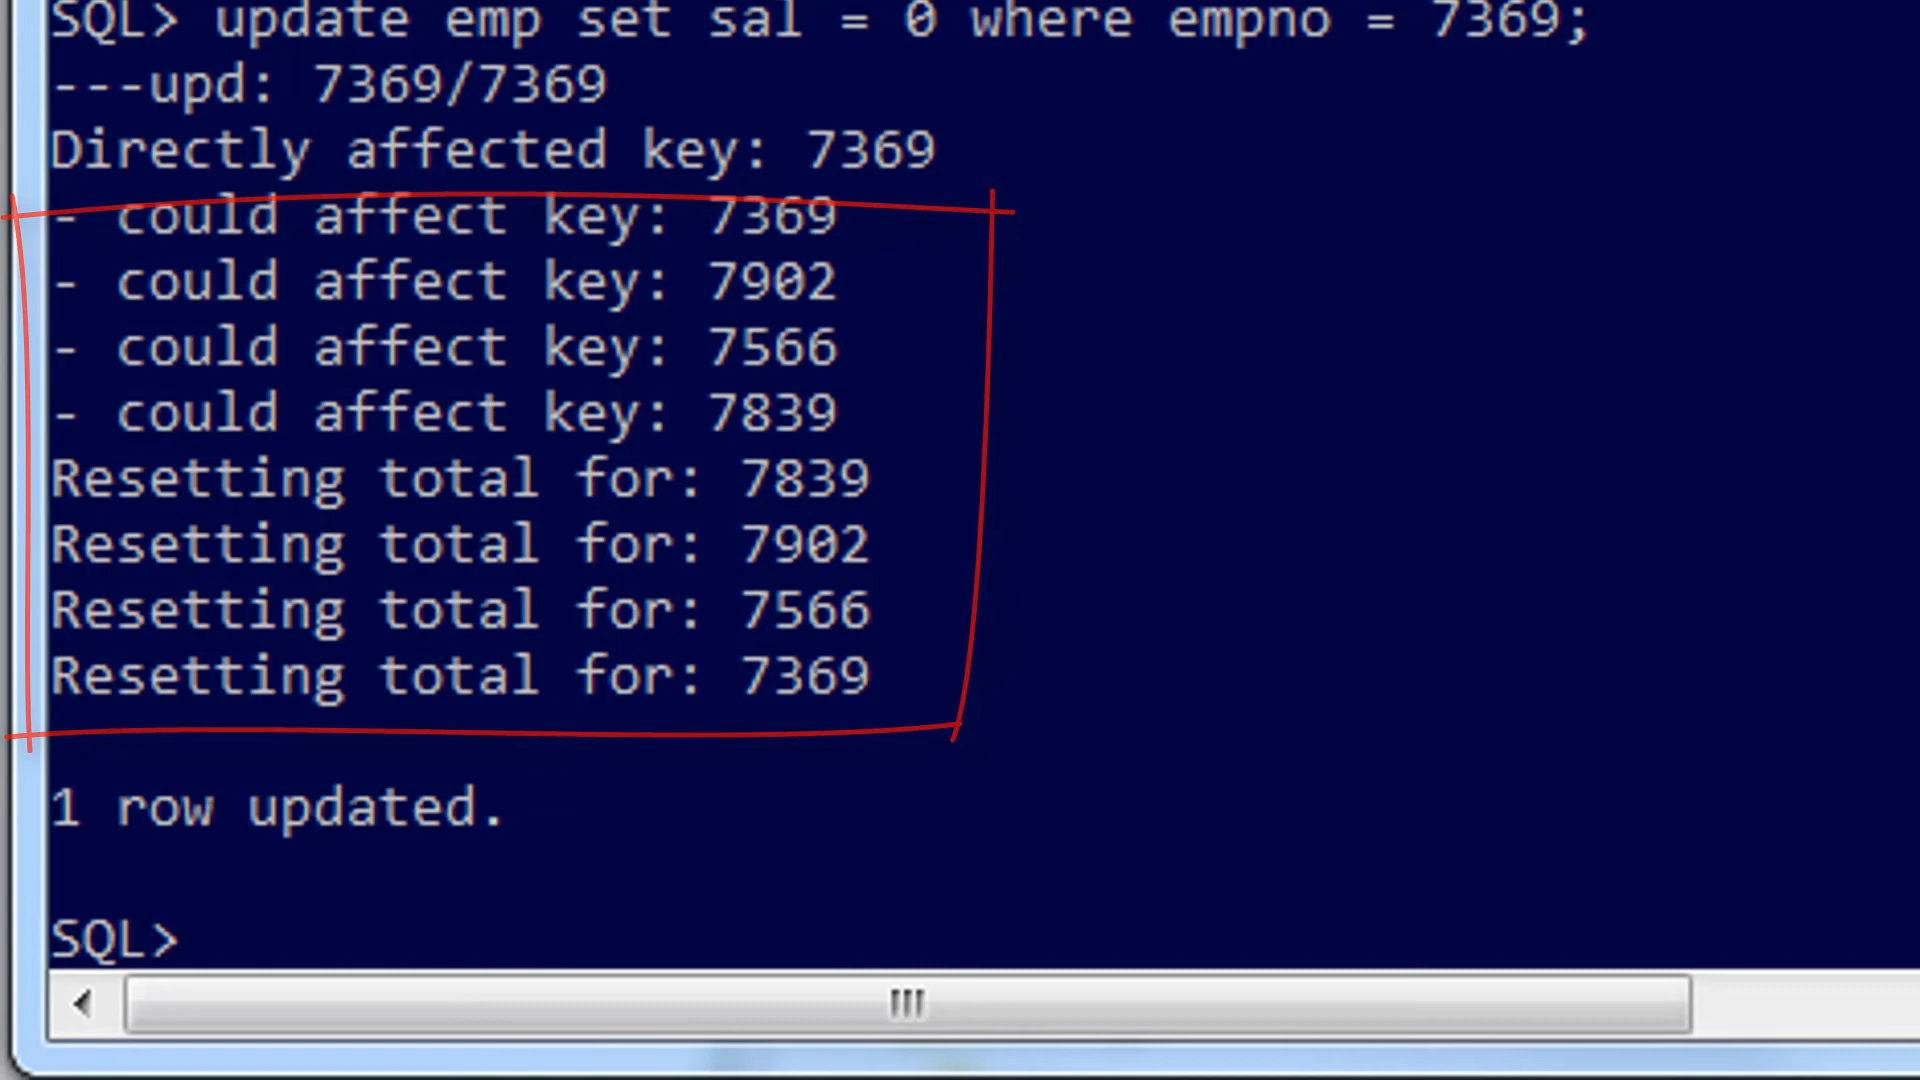 SQL> update emp set sal = 0 where empno = 7369;
---upd: 7369/7369
Directly affected key: 7369
- could affect key: 7369
- could affect key: 7902
- could affect key: 7566
- could affect key: 7839
Resetting total for: 7839
Resetting total for: 7902
Resetting total for: 7566
Resetting total for: 7369
1 row updated.
SQL>